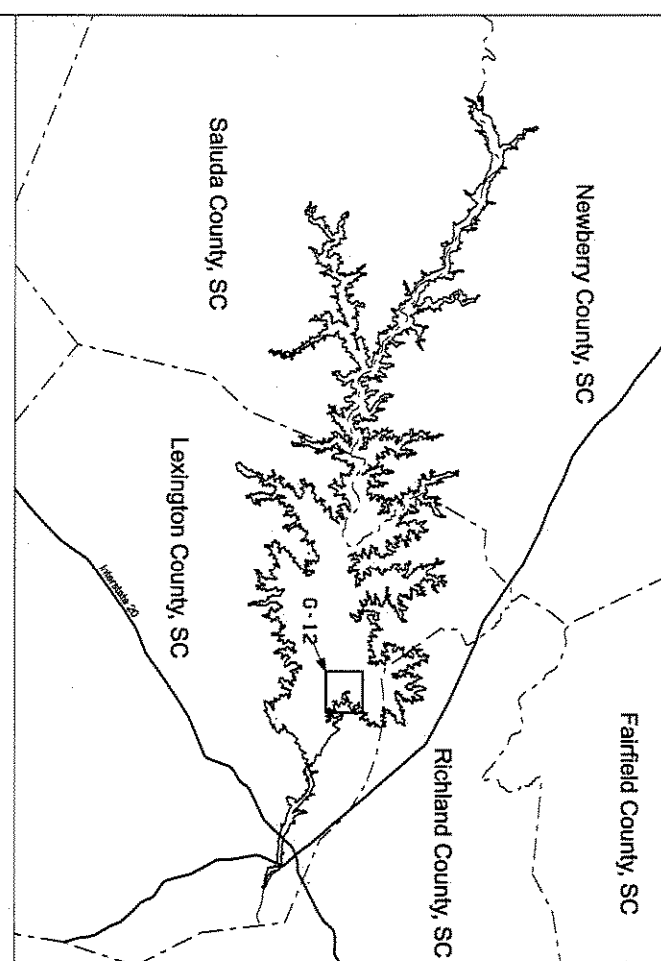 Newberry County, SC
Fairfield County, SC
Saluda County, SC
Richland County, SC
Lexington County, SC
Interstate 20
G-12